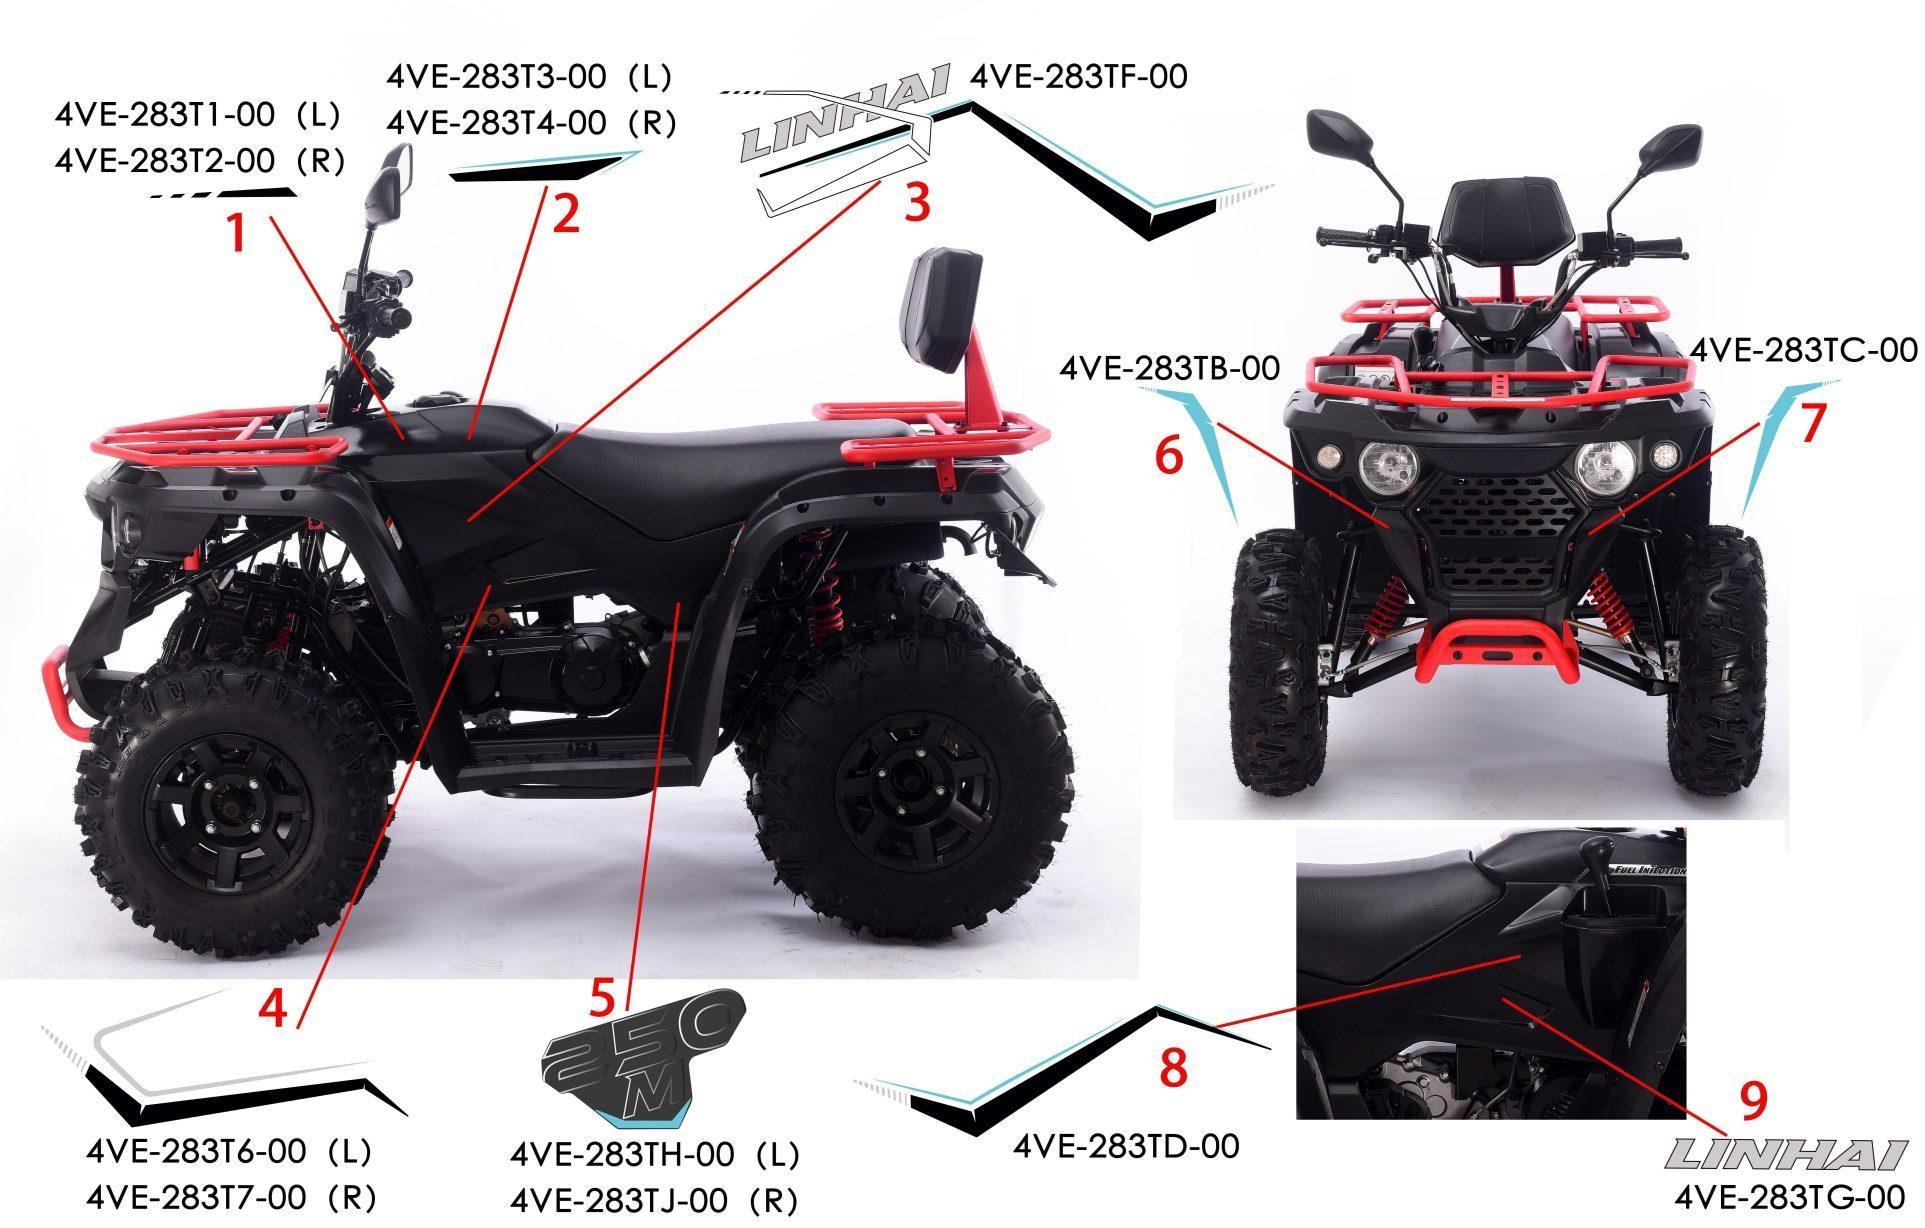 4VE-283T1-00 (L)
4VE-283T2-00 (R)
1
4VE-283T3-00 (L)
4VE-283T4-00 (R)
2
LINHAI
4VE-283TF-00
3
4VE-283TB-00
6
4VE-283TC-00
7
4
4VE-283T6-00 (L)
4VE-283T7-00 (R)
5
250
M
4VE-283TH-00 (L)
4VE-283TJ-00 (R)
8
4VE-283TD-00
FUEL INJECTION
9
LINHAI
4VE-283TG-00